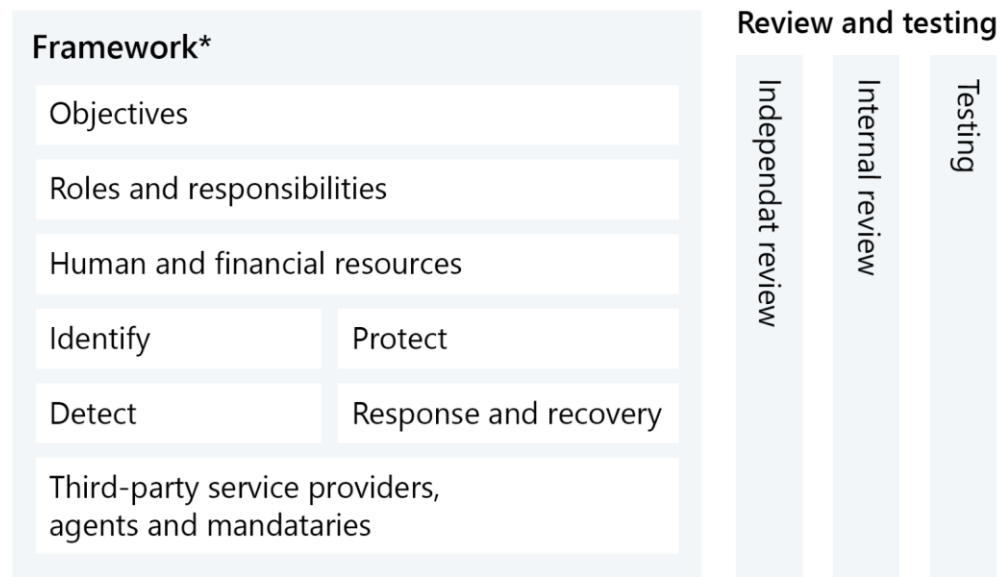 Framework*
Objectives
Roles and responsibilities
Human and financial resources
Identify
Protect
Detect
Response and recovery
Third-party service providers,
agents and mandataries
Review and testing
Independat review
Internal review
Testing